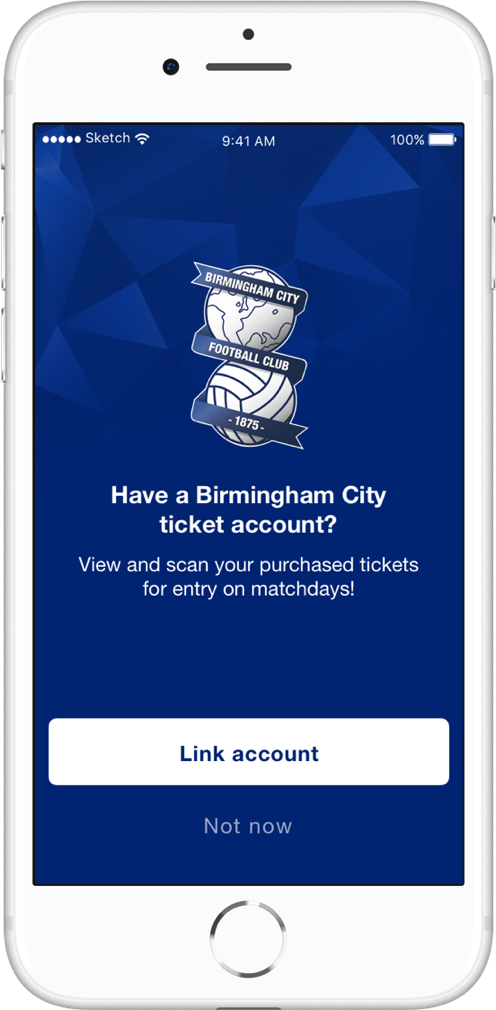 Sketch 9:41 AM 100%
BIRMINGHAM CITY
FOOTBALL CLUB
- 1875 -
Have a Birmingham City
ticket account?
View and scan your purchased tickets
for entry on matchdays!
Link account
Not now